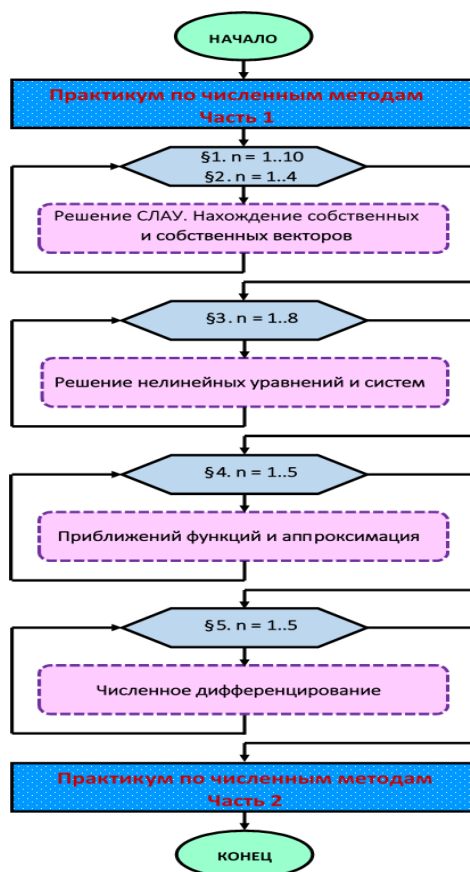 НАЧАЛО
Практикум по численным методам
Часть 1
§1. n = 1..10
§2. n = 1..4
Решение СЛАУ. Нахождение собственных
и собственных векторов
§3. n = 1..8
Решение нелинейных уравнений и систем
§4. n = 1..5
Приближений функций и аппроксимация
§5. n = 1..5
Численное дифференцирование
Практикум по численным методам
Часть 2
КОНЕЦ